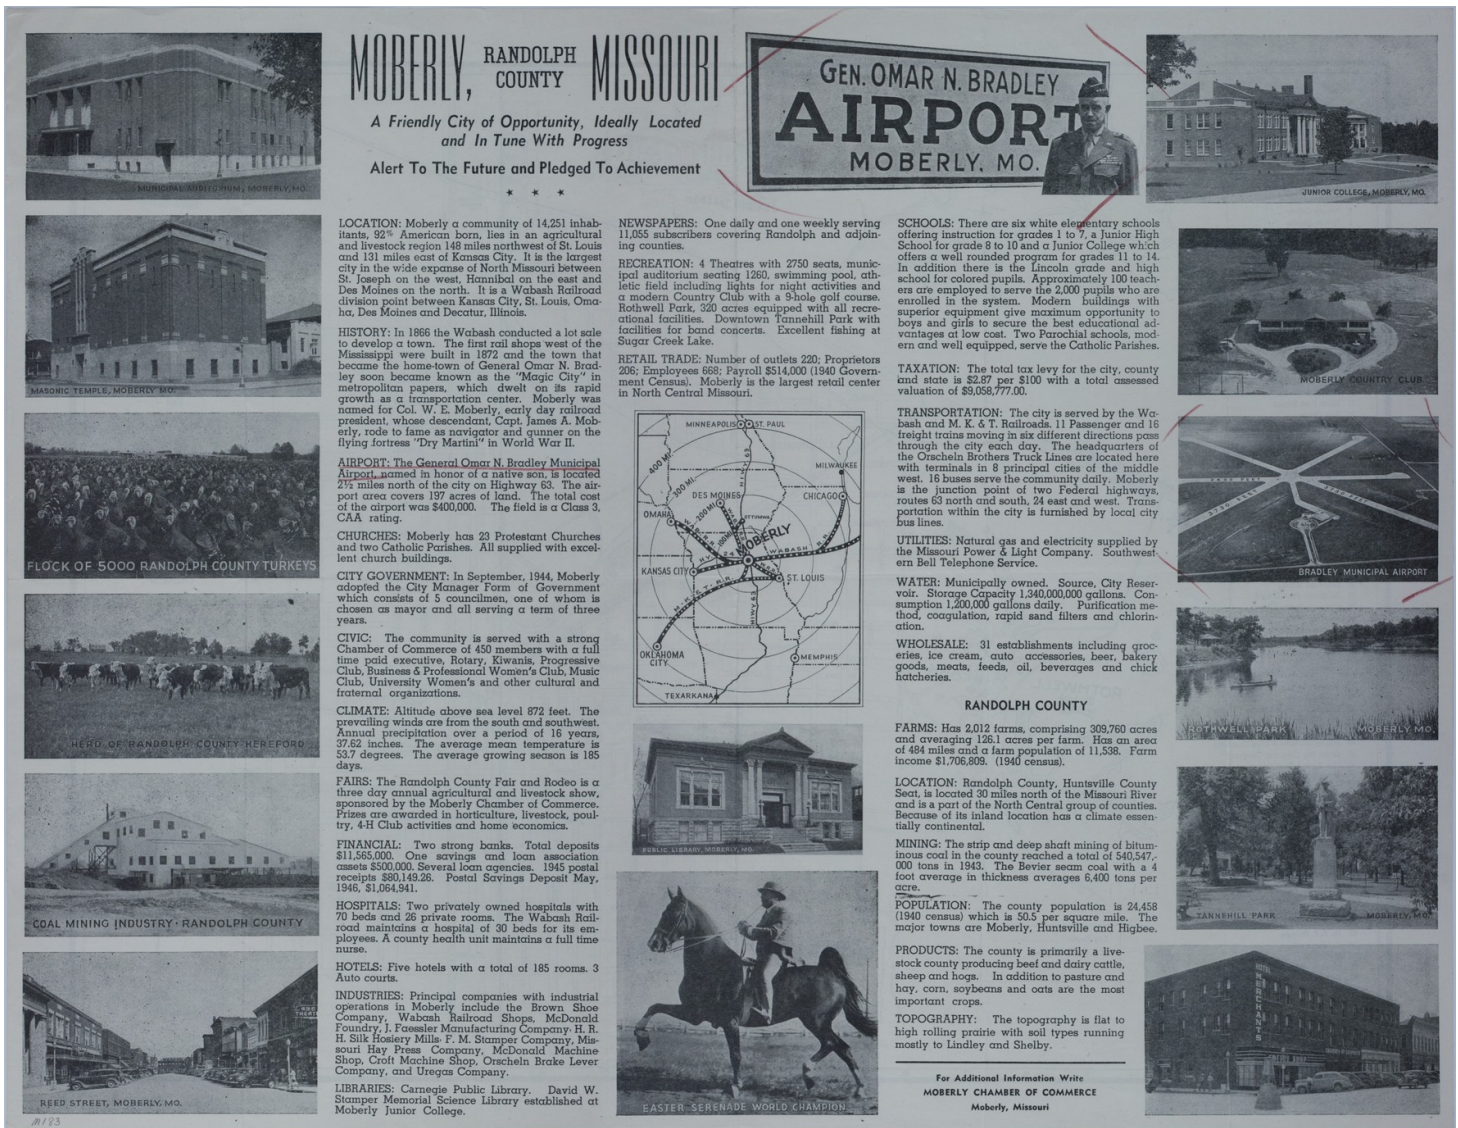 MOBERLY, RANDOLPH COUNTY MISSOURI
A Friendly City of Opportunity, Ideally Located
and In Tune With Progress
Alert To The Future and Pledged To Achievement
* * *
GEN. OMAR N. BRADLEY
AIRPORT
MOBERLY, MO.
MUNICIPAL AUDITORIUM, MOBERLY, MO.
MASONIC TEMPLE, MOBERLY MO.
FLOCK OF 5000 RANDOLPH COUNTY TURKEYS
HERD OF RANDOLPH COUNTY HEREFORD
COAL MINING INDUSTRY · RANDOLPH COUNTY
REED STREET, MOBERLY, MO.
M183
LOCATION: Moberly a community of 14,251 inhab-
itants, 92% American born, lies in an agricultural
and livestock region 148 miles northwest of St. Louis
and 131 miles east of Kansas City. It is the largest
city in the wide expanse of North Missouri between
St. Joseph on the west, Hannibal on the east and
Des Moines on the north. It is a Wabash Railroad
division point between Kansas City, St. Louis, Oma-
ha, Des Moines and Decatur, Illinois.
HISTORY: In 1866 the Wabash conducted a lot sale
to develop a town. The first rail shops west of the
Mississippi were built in 1872 and the town that
became the home-town of General Omar N. Brad-
ley soon became known as the "Magic City" in
metropolitan papers, which dwelt on its rapid
growth as a transportation center. Moberly was
named for Col. W. E. Moberly, early day railroad
president, whose descendant, Capt. James A. Mob-
erly, rode to fame as navigator and gunner on the
flying fortress "Dry Martini" in World War II.
AIRPORT: The General Omar N. Bradley Municipal
Airport, named in honor of a native son, is located
2½ miles north of the city on Highway 63. The air-
port area covers 197 acres of land. The total cost
of the airport was $400,000. The field is a Class 3,
CAA rating.
CHURCHES: Moberly has 23 Protestant Churches
and two Catholic Parishes. All supplied with excel-
lent church buildings.
CITY GOVERNMENT: In September, 1944, Moberly
adopted the City Manager Form of Government
which consists of 5 councilmen, one of whom is
chosen as mayor and all serving a term of three
years.
CIVIC: The community is served with a strong
Chamber of Commerce of 450 members with a full
time paid executive, Rotary, Kiwanis, Progressive
Club, Business & Professional Women's Club, Music
Club, University Women's and other cultural and
fraternal organizations.
CLIMATE: Altitude above sea level 872 feet. The
prevailing winds are from the south and southwest.
Annual precipitation over a period of 16 years,
37.62 inches. The average mean temperature is
53.7 degrees. The average growing season is 185
days.
FAIRS: The Randolph County Fair and Rodeo is a
three day annual agricultural and livestock show,
sponsored by the Moberly Chamber of Commerce.
Prizes are awarded in horticulture, livestock, poul-
try, 4-H Club activities and home economics.
FINANCIAL: Two strong banks. Total deposits
$11,565,000. One savings and loan association
assets $500,000. Several loan agencies. 1945 postal
receipts $80,149.26. Postal Savings Deposit May,
1946, $1,064,941.
HOSPITALS: Two privately owned hospitals with
70 beds and 26 private rooms. The Wabash Rail-
road maintains a hospital of 30 beds for its em-
ployees. A county health unit maintains a full time
nurse.
HOTELS: Five hotels with a total of 185 rooms. 3
Auto courts.
INDUSTRIES: Principal companies with industrial
operations in Moberly include the Brown Shoe
Company, Wabash Railroad Shops, McDonald
Foundry, J. Faessler Manufacturing Company· H. R.
H. Silk Hosiery Mills· F. M. Stamper Company, Mis-
souri Hay Press Company, McDonald Machine
Shop, Croft Machine Shop, Orscheln Brake Lever
Company, and Uregas Company.
LIBRARIES: Carnegie Public Library. David W.
Stamper Memorial Science Library established at
Moberly Junior College.
NEWSPAPERS: One daily and one weekly serving
11,055 subscribers covering Randolph and adjoin-
ing counties.
RECREATION: 4 Theatres with 2750 seats, munic-
ipal auditorium seating 1260, swimming pool, ath-
letic field including lights for night activities and
a modern Country Club with a 9-hole golf course.
Rothwell Park, 320 acres equipped with all recre-
ational facilities. Downtown Tannehill Park with
facilities for band concerts. Excellent fishing at
Sugar Creek Lake.
RETAIL TRADE: Number of outlets 220; Proprietors
206; Employees 668; Payroll $514,000 (1940 Govern-
ment Census). Moberly is the largest retail center
in North Central Missouri.
MINNEAPOLIS ST. PAUL
400 MI
HIWY 63
MILWAUKEE
300 MI
DES MOINES
CHICAGO
200 MI
OMAHA
OTTUMWA
100 MI
MOBERLY
WABASH R.R.
KANSAS CITY
ST. LOUIS
M.K.&T. R.R.
HIWY 63
OKLAHOMA CITY
MEMPHIS
TEXARKANA
PUBLIC LIBRARY, MOBERLY, MO.
EASTER SERENADE WORLD CHAMPION
SCHOOLS: There are six white elementary schools
offering instruction for grades 1 to 7, a Junior High
School for grade 8 to 10 and a Junior College which
offers a well rounded program for grades 11 to 14.
In addition there is the Lincoln grade and high
school for colored pupils. Approximately 100 teach-
ers are employed to serve the 2,000 pupils who are
enrolled in the system. Modern buildings with
superior equipment give maximum opportunity to
boys and girls to secure the best educational ad-
vantages at low cost. Two Parochial schools, mod-
ern and well equipped, serve the Catholic Parishes.
TAXATION: The total tax levy for the city, county
and state is $2.87 per $100 with a total assessed
valuation of $9,058,777.00.
TRANSPORTATION: The city is served by the Wa-
bash and M. K. & T. Railroads. 11 Passenger and 16
freight trains moving in six different directions pass
through the city each day. The headquarters of
the Orscheln Brothers Truck Lines are located here
with terminals in 8 principal cities of the middle
west. 16 buses serve the community daily. Moberly
is the junction point of two Federal highways,
routes 63 north and south, 24 east and west. Trans-
portation within the city is furnished by local city
bus lines.
UTILITIES: Natural gas and electricity supplied by
the Missouri Power & Light Company. Southwest-
ern Bell Telephone Service.
WATER: Municipally owned. Source, City Reser-
voir. Storage Capacity 1,340,000,000 gallons. Con-
sumption 1,200,000 gallons daily. Purification me-
thod, coagulation, rapid sand filters and chlorin-
ation.
WHOLESALE: 31 establishments including groc-
eries, ice cream, auto accessories, beer, bakery
goods, meats, feeds, oil, beverages and chick
hatcheries.
RANDOLPH COUNTY
FARMS: Has 2,012 farms, comprising 309,760 acres
and averaging 126.1 acres per farm. Has an area
of 484 miles and a farm population of 11,538. Farm
income $1,706,809. (1940 census).
LOCATION: Randolph County, Huntsville County
Seat, is located 30 miles north of the Missouri River
and is a part of the North Central group of counties.
Because of its inland location has a climate essen-
tially continental.
MINING: The strip and deep shaft mining of bitum-
inous coal in the county reached a total of 540,547,-
000 tons in 1943. The Bevier seam coal with a 4
foot average in thickness averages 6,400 tons per
acre.
POPULATION: The county population is 24,458
(1940 census) which is 50.5 per square mile. The
major towns are Moberly, Huntsville and Higbee.
PRODUCTS: The county is primarily a live-
stock county producing beef and dairy cattle,
sheep and hogs. In addition to pasture and
hay, corn, soybeans and oats are the most
important crops.
TOPOGRAPHY: The topography is flat to
high rolling prairie with soil types running
mostly to Lindley and Shelby.
For Additional Information Write
MOBERLY CHAMBER OF COMMERCE
Moberly, Missouri
JUNIOR COLLEGE, MOBERLY, MO.
MOBERLY COUNTRY CLUB
BRADLEY MUNICIPAL AIRPORT
ROTHWELL PARK MOBERLY MO.
TANNEHILL PARK MOBERLY, MO.
MERCHANTS